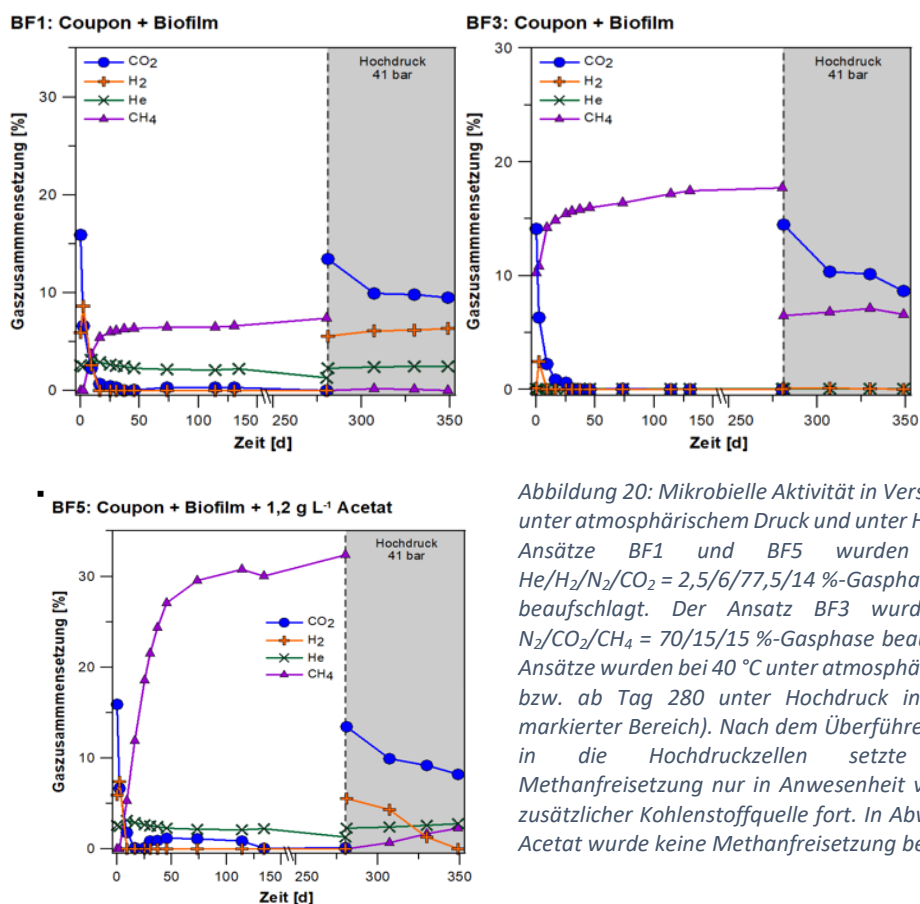 BF1: Coupon + Biofilm
CO₂
H₂
He
CH₄
Hochdruck
41 bar
Gaszusammensetzung [%]
30
20
10
0
0
50
100
150
250
300
350
Zeit [d]
BF3: Coupon + Biofilm
CO₂
H₂
He
CH₄
Hochdruck
41 bar
Gaszusammensetzung [%]
30
20
10
0
0
50
100
150
250
300
350
Zeit [d]
BF5: Coupon + Biofilm + 1,2 g L⁻¹ Acetat
Hochdruck
41 bar
CO₂
H₂
He
CH₄
Gaszusammmensetzung [%]
30
20
10
0
0
50
100
150
250
300
350
Zeit [d]
Abbildung 20: Mikrobielle Aktivität in Vers
unter atmosphärischem Druck und unter H
Ansätze BF1 und BF5 wurden
He/H₂/N₂/CO₂ = 2,5/6/77,5/14 %-Gaspha
beaufschlagt. Der Ansatz BF3 wurd
N₂/CO₂/CH₄ = 70/15/15 %-Gasphase beau
Ansätze wurden bei 40 °C unter atmosphä
bzw. ab Tag 280 unter Hochdruck in
markierter Bereich). Nach dem Überführe
in die Hochdruckzellen setzte
Methanfreisetzung nur in Anwesenheit v
zusätzlicher Kohlenstoffquelle fort. In Abw
Acetat wurde keine Methanfreisetzung be